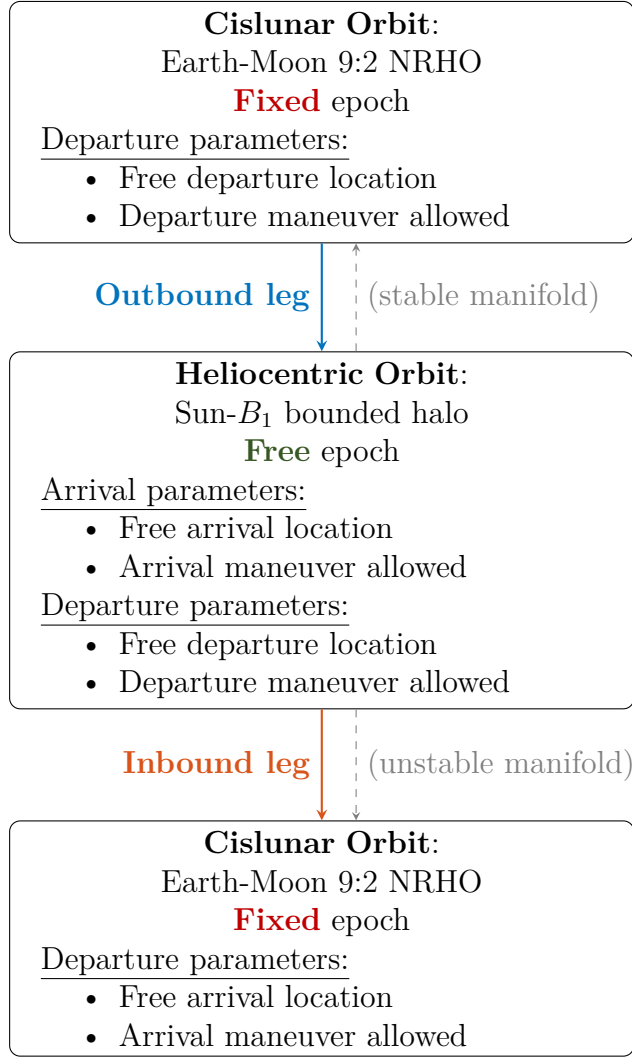 Cislunar Orbit:
Earth-Moon 9:2 NRHO
Fixed epoch
Departure parameters:
• Free departure location
• Departure maneuver allowed
Outbound leg (stable manifold)
Heliocentric Orbit:
Sun-B₁ bounded halo
Free epoch
Arrival parameters:
• Free arrival location
• Arrival maneuver allowed
Departure parameters:
• Free departure location
• Departure maneuver allowed
Inbound leg (unstable manifold)
Cislunar Orbit:
Earth-Moon 9:2 NRHO
Fixed epoch
Departure parameters:
• Free arrival location
• Arrival maneuver allowed